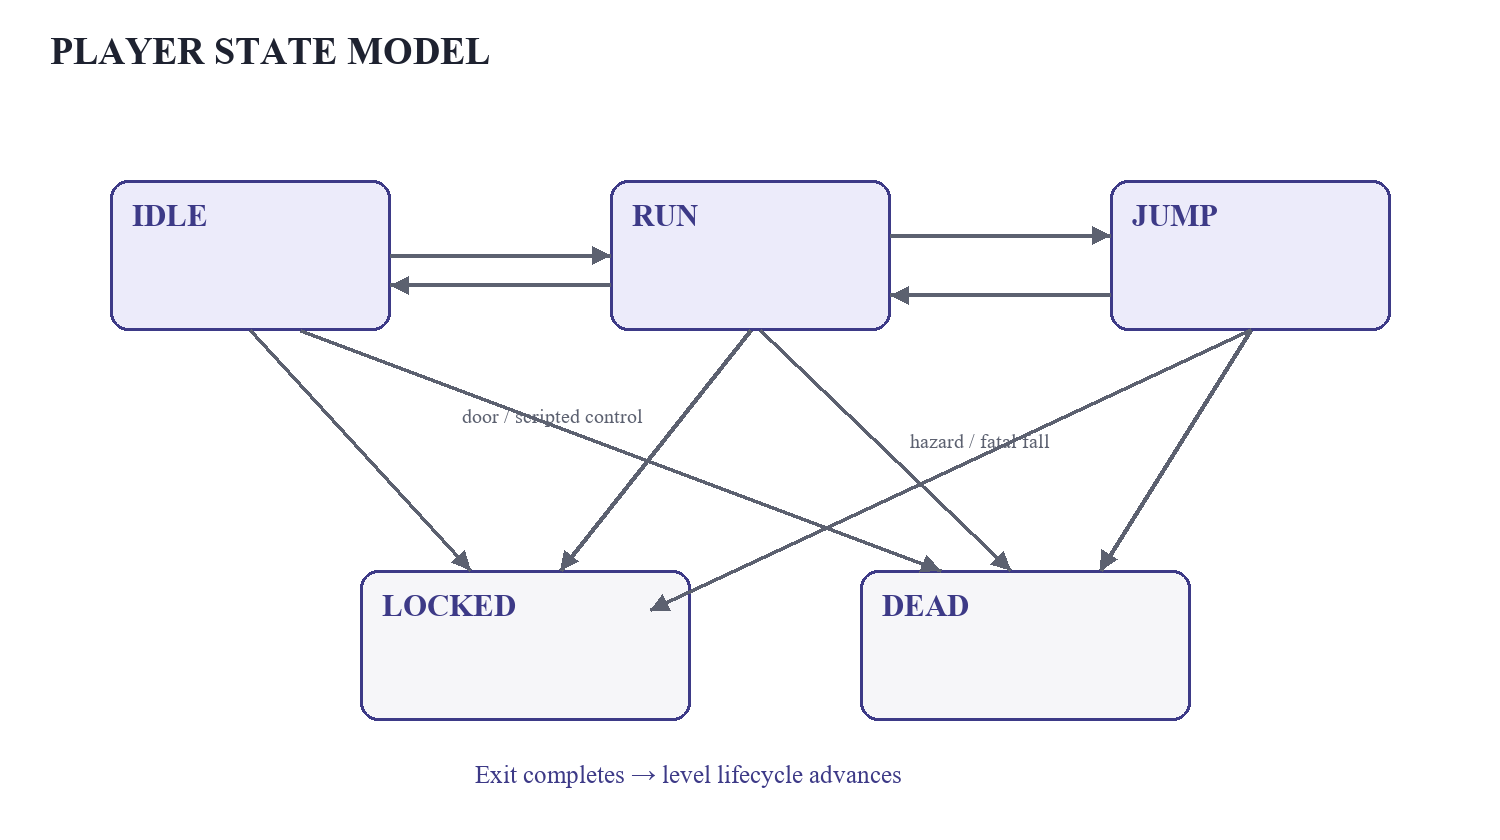 PLAYER STATE MODEL
IDLE
RUN
JUMP
door / scripted control
hazard / fatal fall
LOCKED
DEAD
Exit completes → level lifecycle advances